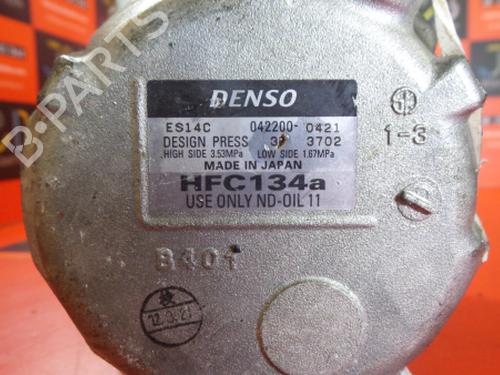 B-PARTS
DENSO
ES14C 042200- 0421
DESIGN PRESS 3702
HIGH SIDE 3.53MPa LOW SIDE 1.67MPa
MADE IN JAPAN
HFC134a
USE ONLY ND-OIL 11
1-3
B401